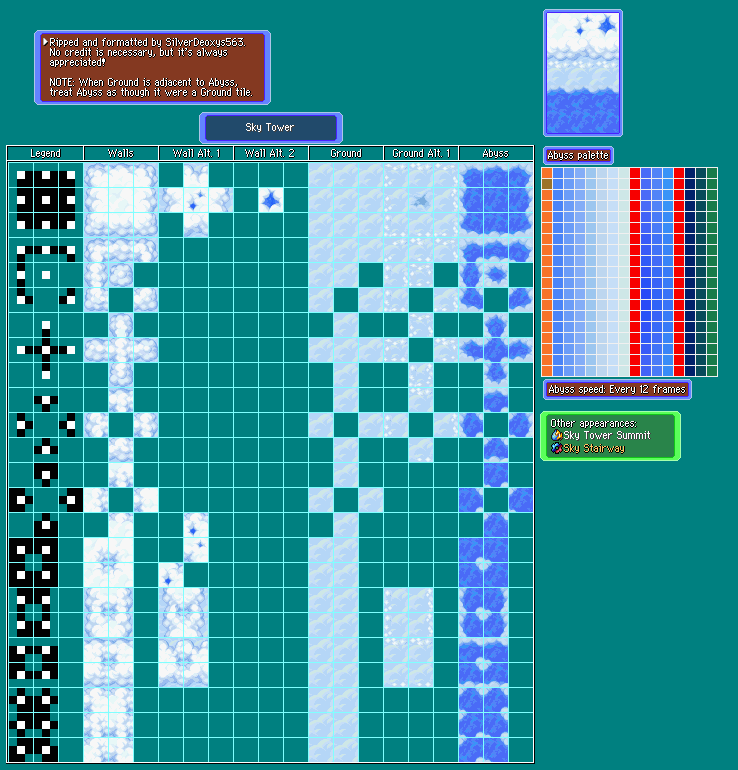 Ripped and formatted by SilverDeoxys563.
No credit is necessary, but it's always
appreciated!
NOTE: When Ground is adjacent to Abyss,
treat Abyss as though it were a Ground tile.
Sky Tower
Legend Walls Wall Alt. 1 Wall Alt. 2 Ground Ground Alt. 1 Abyss
Abyss palette
Abyss speed: Every 12 frames
Other appearances:
Sky Tower Summit
Sky Stairway